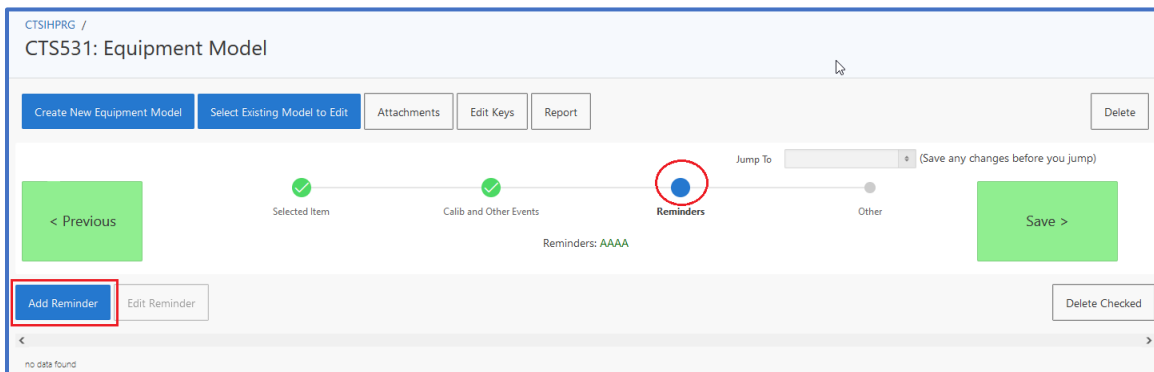 CTSIHPRG /
CTS531: Equipment Model
Create New Equipment Model Select Existing Model to Edit Attachments Edit Keys Report Delete
Jump To (Save any changes before you jump)
< Previous Selected Item Calib and Other Events Reminders Other Save >
Reminders: AAAA
Add Reminder Edit Reminder Delete Checked
no data found